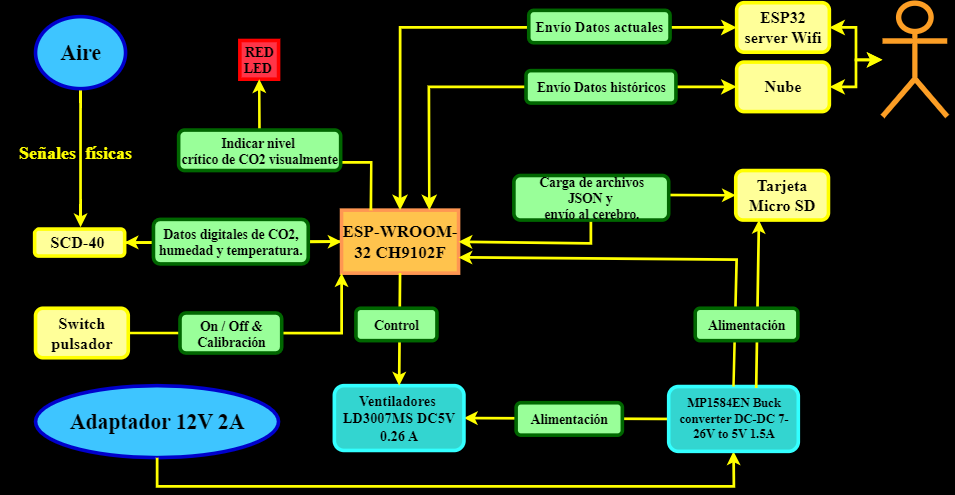 Aire
RED
LED
Envío Datos actuales
ESP32
server Wifi
Envío Datos históricos
Nube
Indicar nivel
crítico de CO2 visualmente
Señales físicas
Carga de archivos
JSON y
envío al cerebro.
Tarjeta
Micro SD
SCD-40
Datos digitales de CO2,
humedad y temperatura.
ESP-WROOM-
32 CH9102F
Switch
pulsador
On / Off &
Calibración
Control
Alimentación
Adaptador 12V 2A
Ventiladores
LD3007MS DC5V
0.26 A
Alimentación
MP1584EN Buck
converter DC-DC 7-
26V to 5V 1.5A